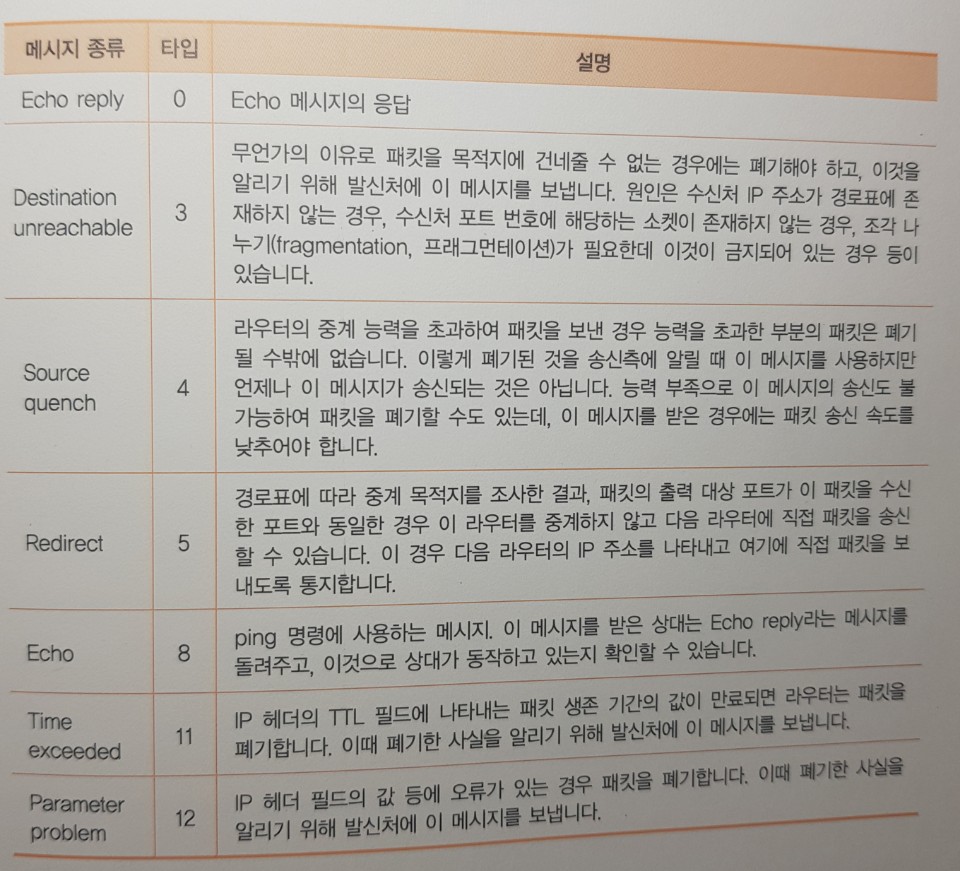 메시지 종류 타입 설명
Echo reply 0 Echo 메시지의 응답
Destination unreachable 3
무언가의 이유로 패킷을 목적지에 건네줄 수 없는 경우에는 폐기해야 하고, 이것을
알리기 위해 발신처에 이 메시지를 보냅니다. 원인은 수신처 IP 주소가 경로표에 존
재하지 않는 경우, 수신처 포트 번호에 해당하는 소켓이 존재하지 않는 경우, 조각 나
누기(fragmentation, 프래그먼테이션)가 필요한데 이것이 금지되어 있는 경우 등이
있습니다.
Source quench 4
라우터의 중계 능력을 초과하여 패킷을 보낸 경우 능력을 초과한 부분의 패킷은 폐기
될 수밖에 없습니다. 이렇게 폐기된 것을 송신측에 알릴 때 이 메시지를 사용하지만
언제나 이 메시지가 송신되는 것은 아닙니다. 능력 부족으로 이 메시지의 송신도 불
가능하여 패킷을 폐기할 수도 있는데, 이 메시지를 받은 경우에는 패킷 송신 속도를
낮추어야 합니다.
Redirect 5
경로표에 따라 중계 목적지를 조사한 결과, 패킷의 출력 대상 포트가 이 패킷을 수신
한 포트와 동일한 경우 이 라우터를 중계하지 않고 다음 라우터에 직접 패킷을 송신
할 수 있습니다. 이 경우 다음 라우터의 IP 주소를 나타내고 여기에 직접 패킷을 보
내도록 통지합니다.
Echo 8
ping 명령에 사용하는 메시지. 이 메시지를 받은 상대는 Echo reply라는 메시지를
돌려주고, 이것으로 상대가 동작하고 있는지 확인할 수 있습니다.
Time exceeded 11
IP 헤더의 TTL 필드에 나타내는 패킷 생존 기간의 값이 만료되면 라우터는 패킷을
폐기합니다. 이때 폐기한 사실을 알리기 위해 발신처에 이 메시지를 보냅니다.
Parameter problem 12
IP 헤더 필드의 값 등에 오류가 있는 경우 패킷을 폐기합니다. 이때 폐기한 사실을
알리기 위해 발신처에 이 메시지를 보냅니다.